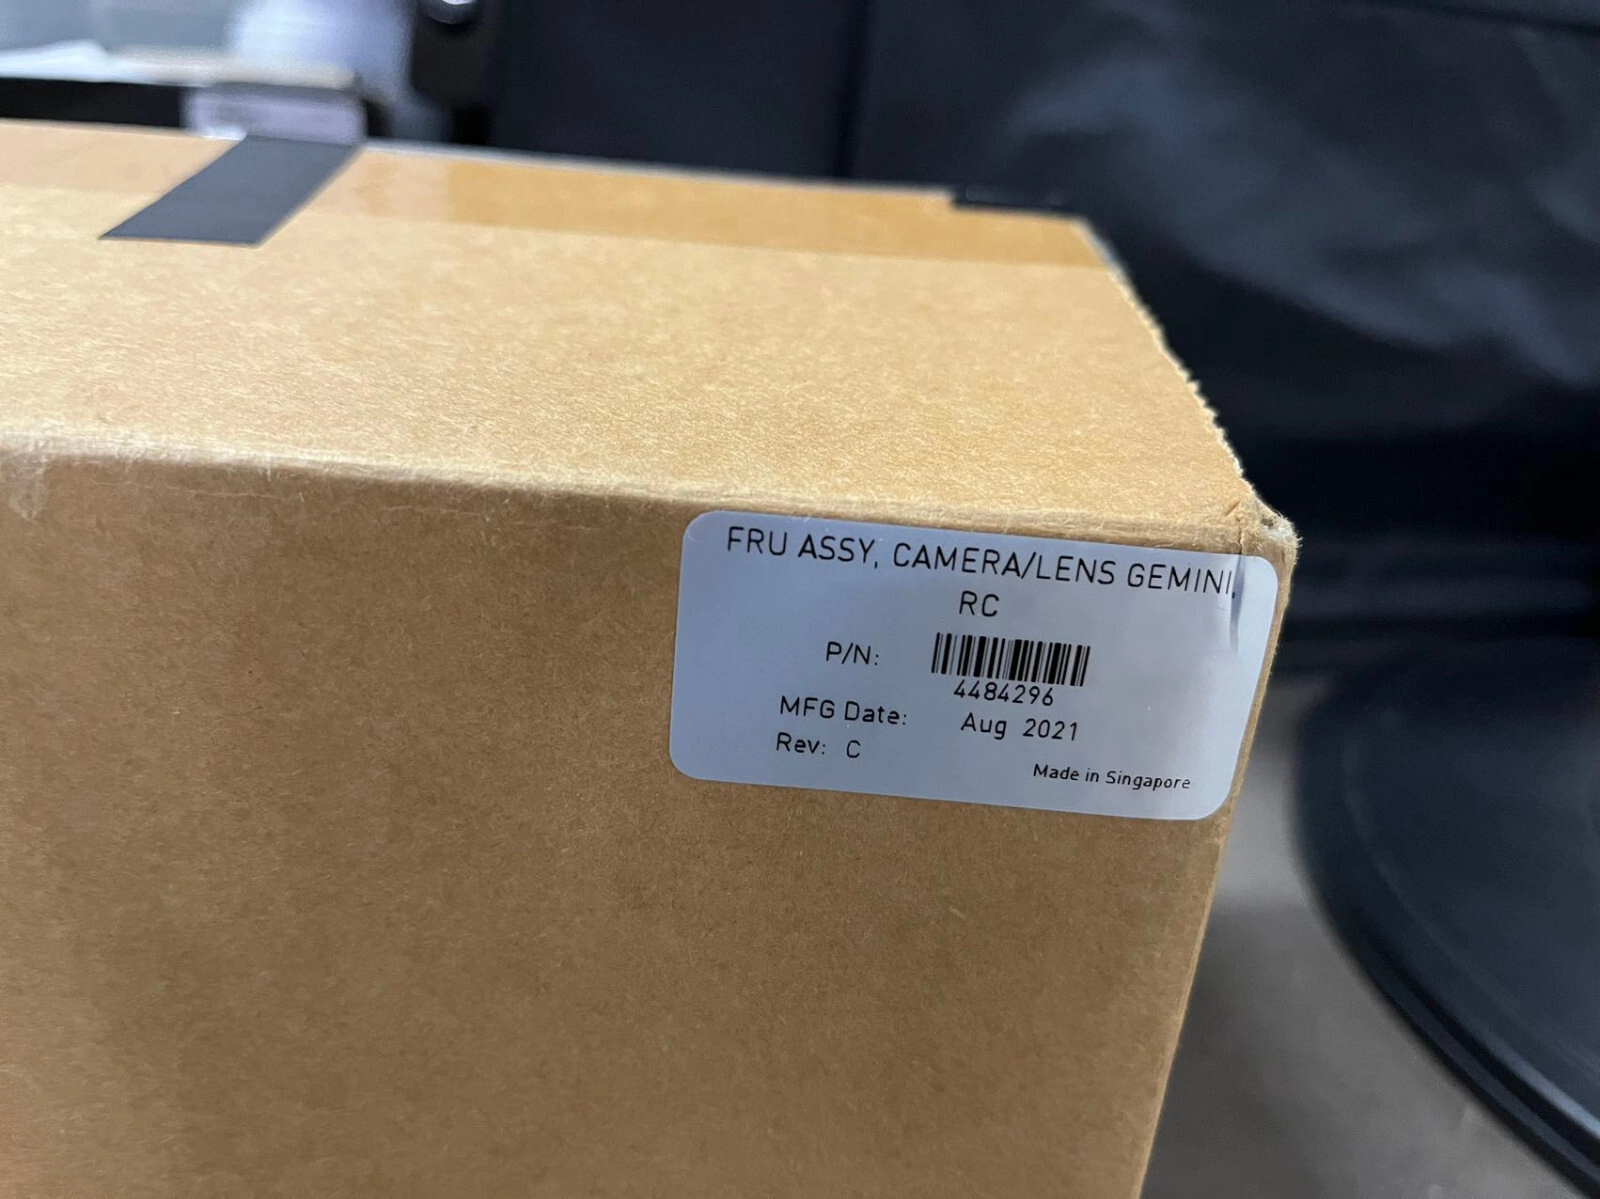 FRU ASSY, CAMERA/LENS GEMINI,
RC
P/N:
4484296
MFG Date: Aug 2021
Rev: C
Made in Singapore